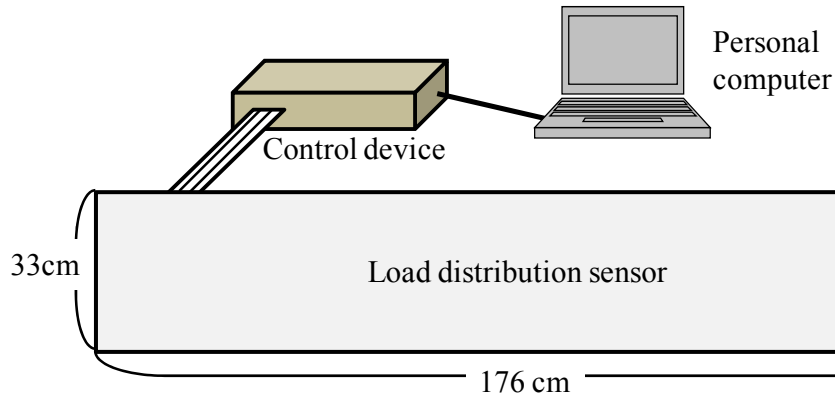 Personal
computer
Control device
33cm
Load distribution sensor
176 cm